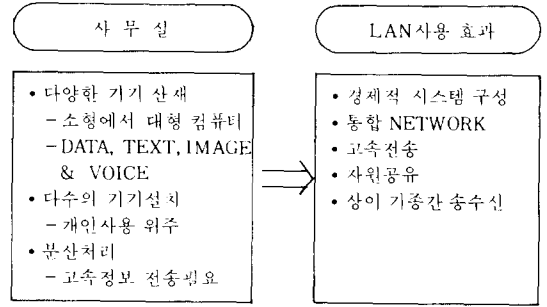 사 무 실
• 다양한 기기 산재
– 소형에서 대형 컴퓨터
– DATA, TEXT, IMAGE
& VOICE
• 다수의 기기설치
– 개인사용 위주
• 분산처리
– 고속정보 전송필요
LAN사용 효과
• 경제적 시스템 구성
• 통합 NETWORK
• 고속전송
• 자원공유
• 상이 기종간 송수신